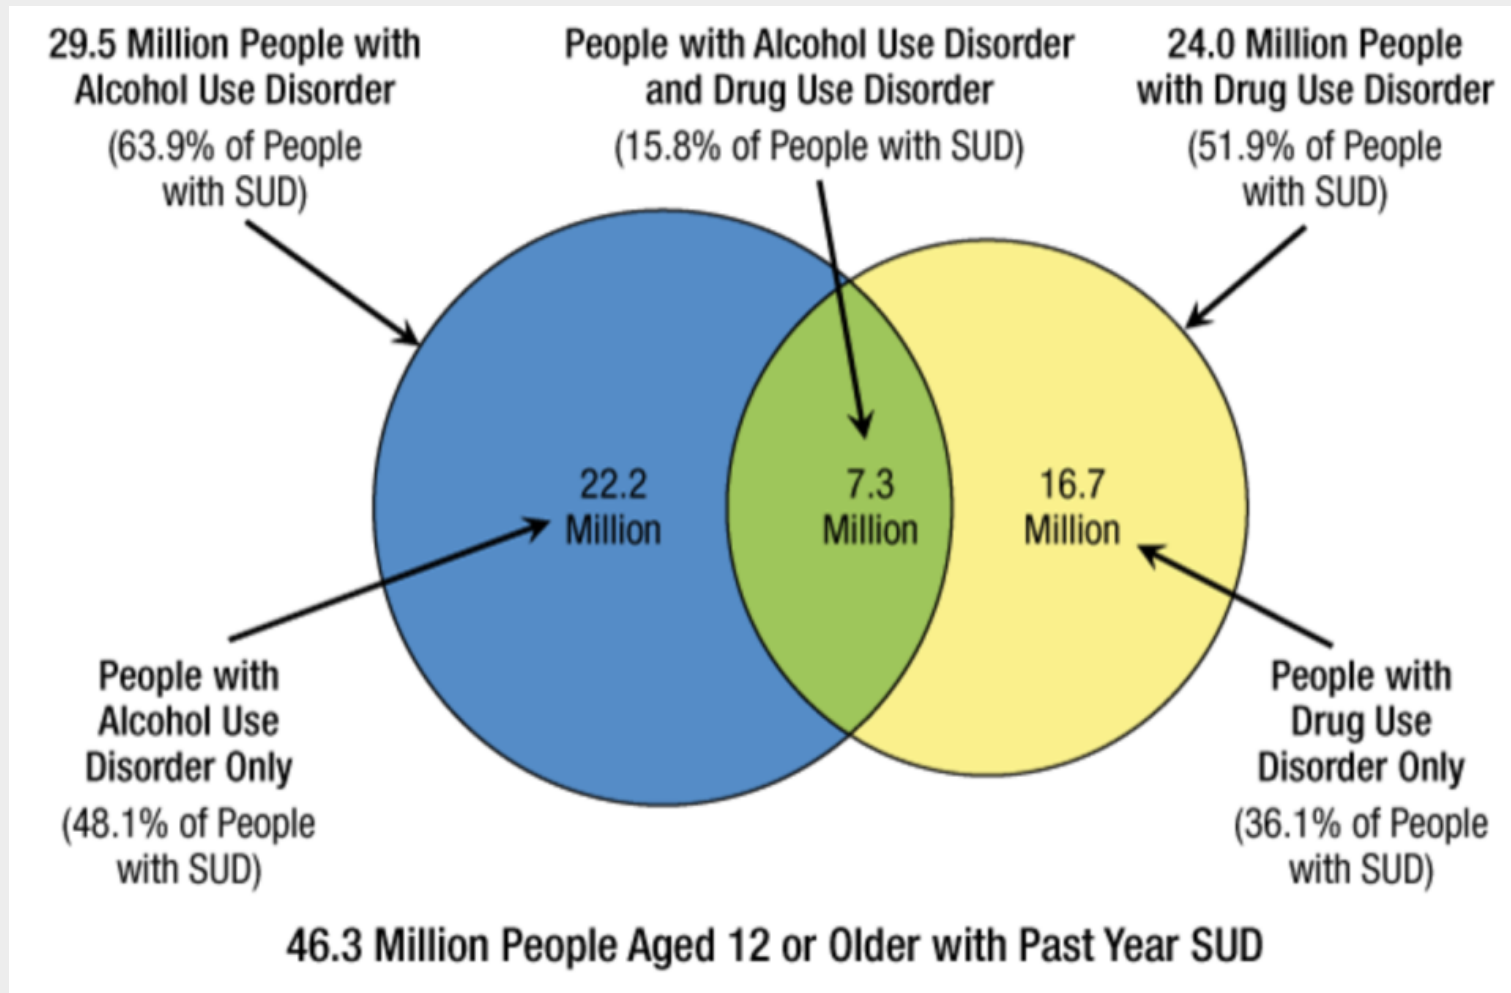 29.5 Million People with
Alcohol Use Disorder
(63.9% of People
with SUD)
People with Alcohol Use Disorder
and Drug Use Disorder
(15.8% of People with SUD)
24.0 Million People
with Drug Use Disorder
(51.9% of People
with SUD)
22.2
Million
7.3
Million
16.7
Million
People with
Alcohol Use
Disorder Only
(48.1% of People
with SUD)
People with
Drug Use
Disorder Only
(36.1% of People
with SUD)
46.3 Million People Aged 12 or Older with Past Year SUD